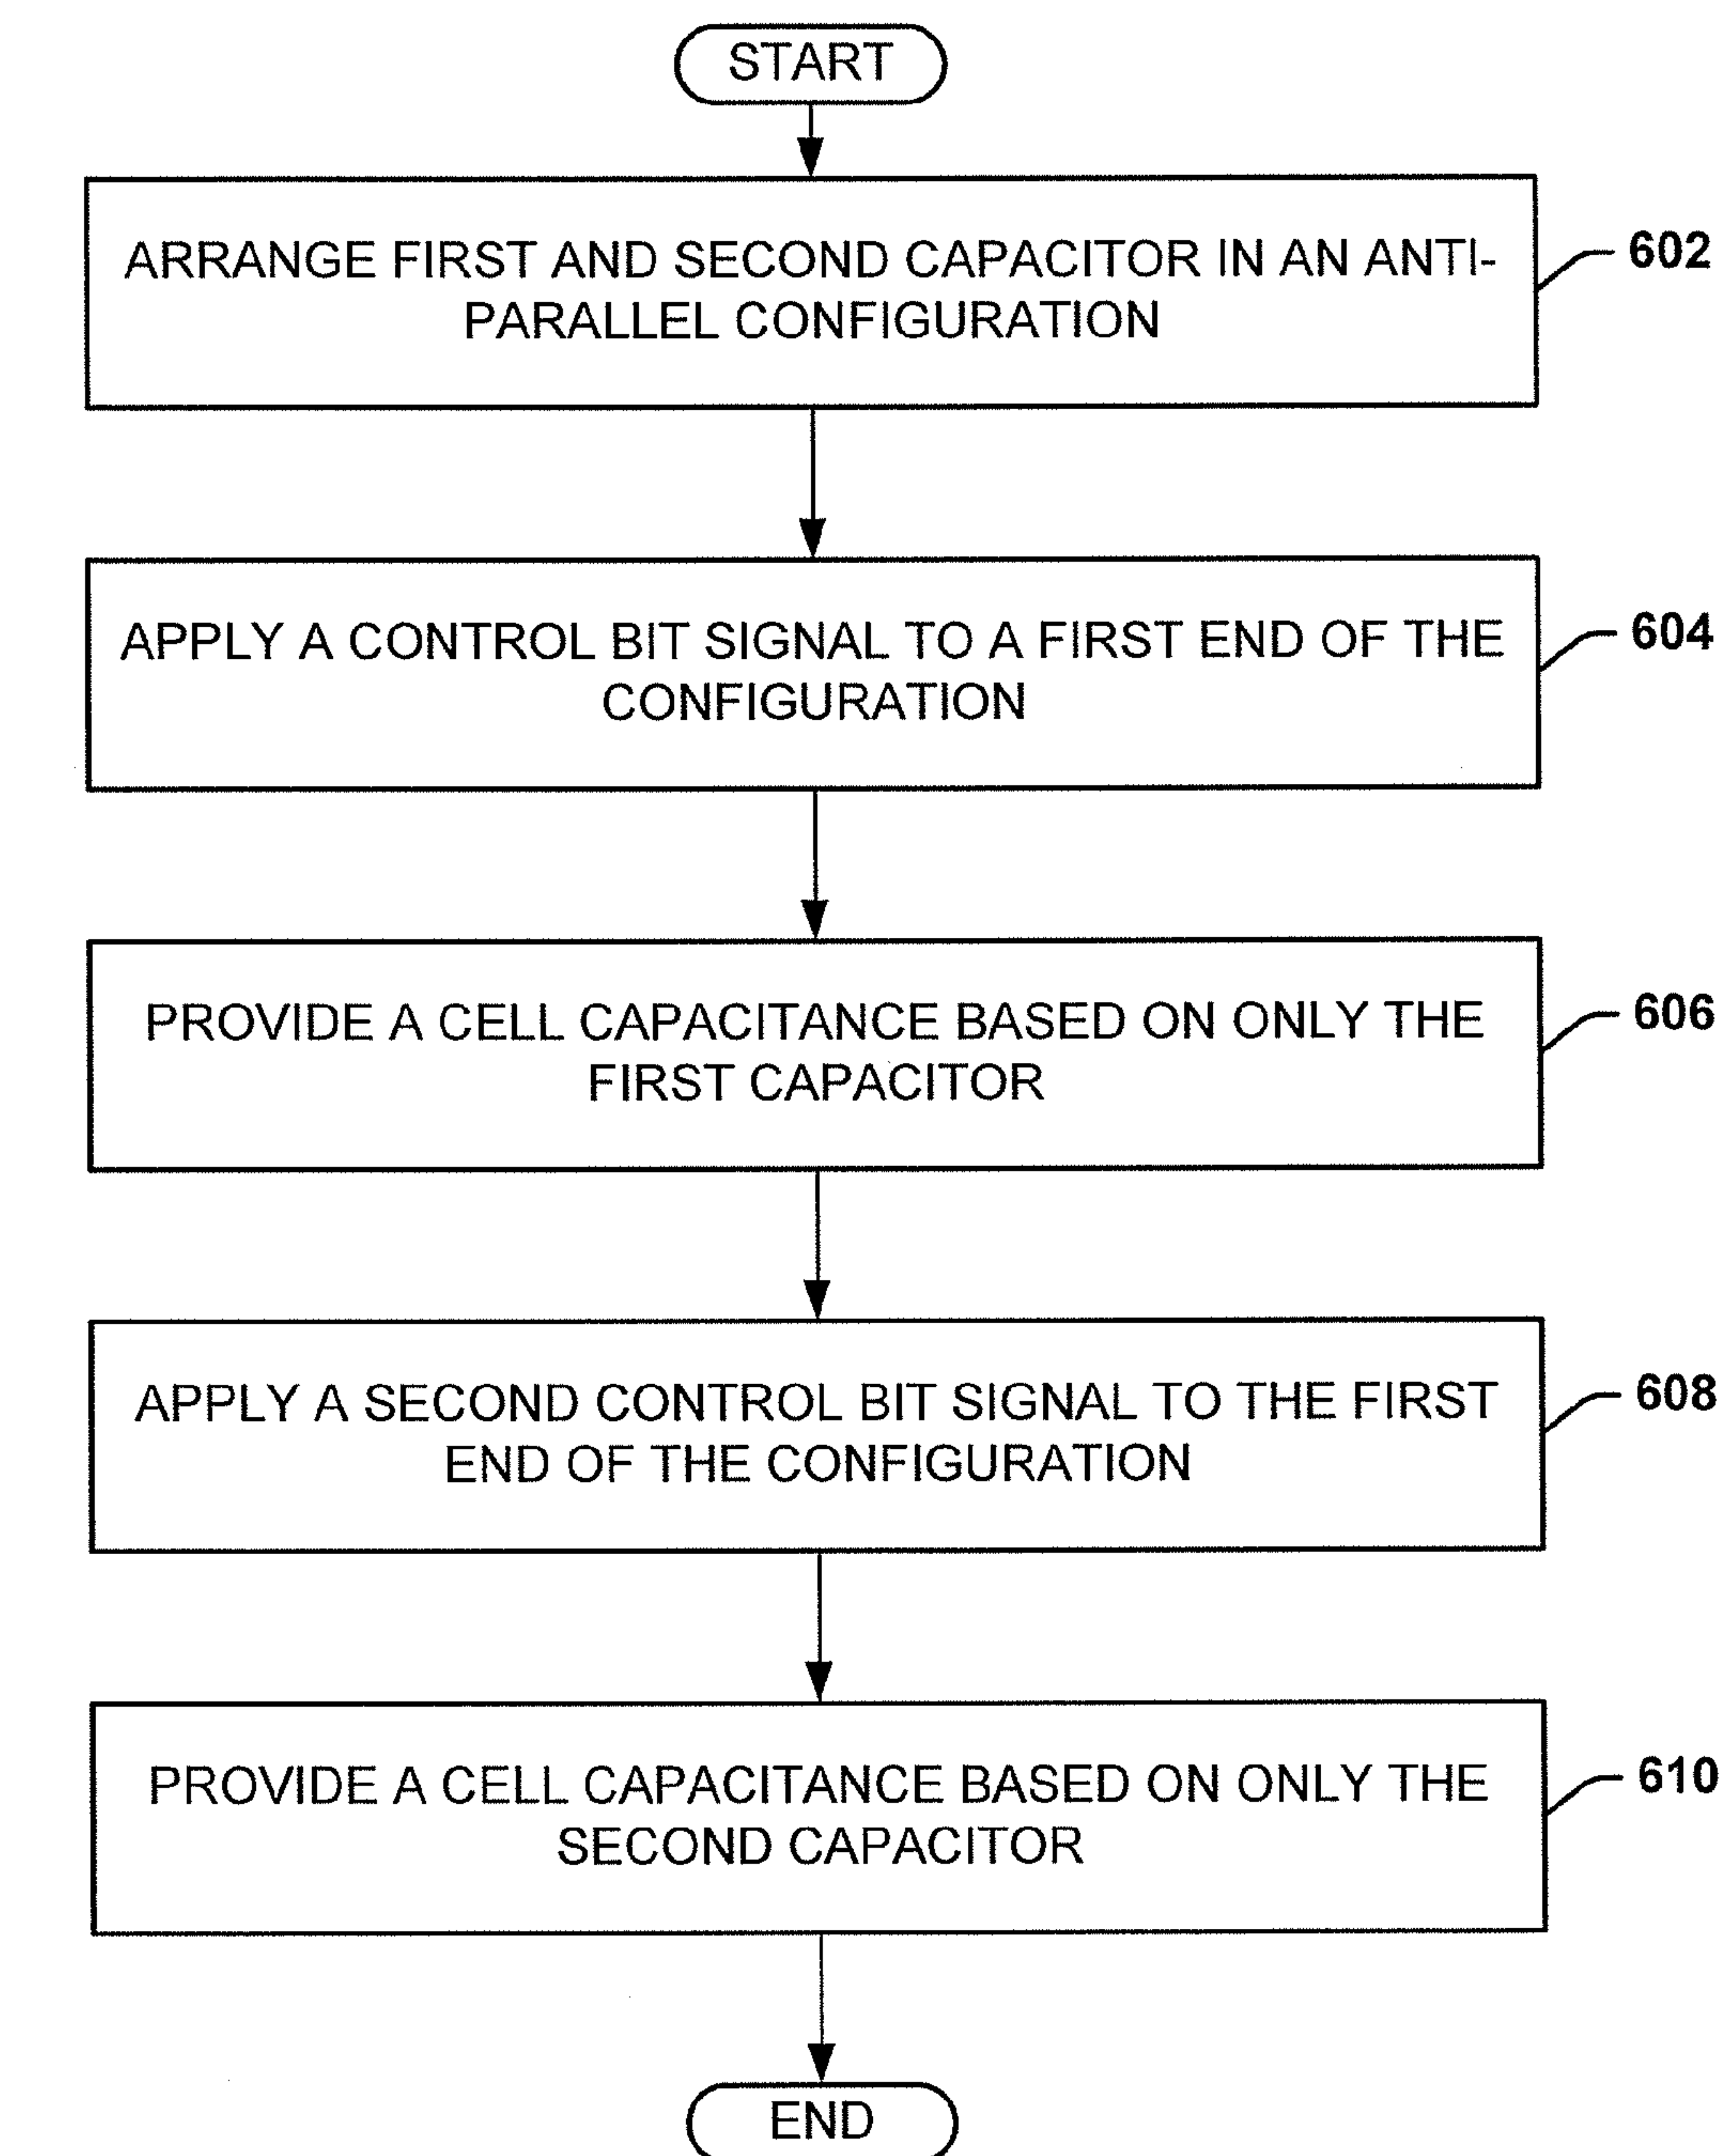 START
ARRANGE FIRST AND SECOND CAPACITOR IN AN ANTI-
PARALLEL CONFIGURATION
602
APPLY A CONTROL BIT SIGNAL TO A FIRST END OF THE
CONFIGURATION
604
PROVIDE A CELL CAPACITANCE BASED ON ONLY THE
FIRST CAPACITOR
606
APPLY A SECOND CONTROL BIT SIGNAL TO THE FIRST
END OF THE CONFIGURATION
608
PROVIDE A CELL CAPACITANCE BASED ON ONLY THE
SECOND CAPACITOR
610
END